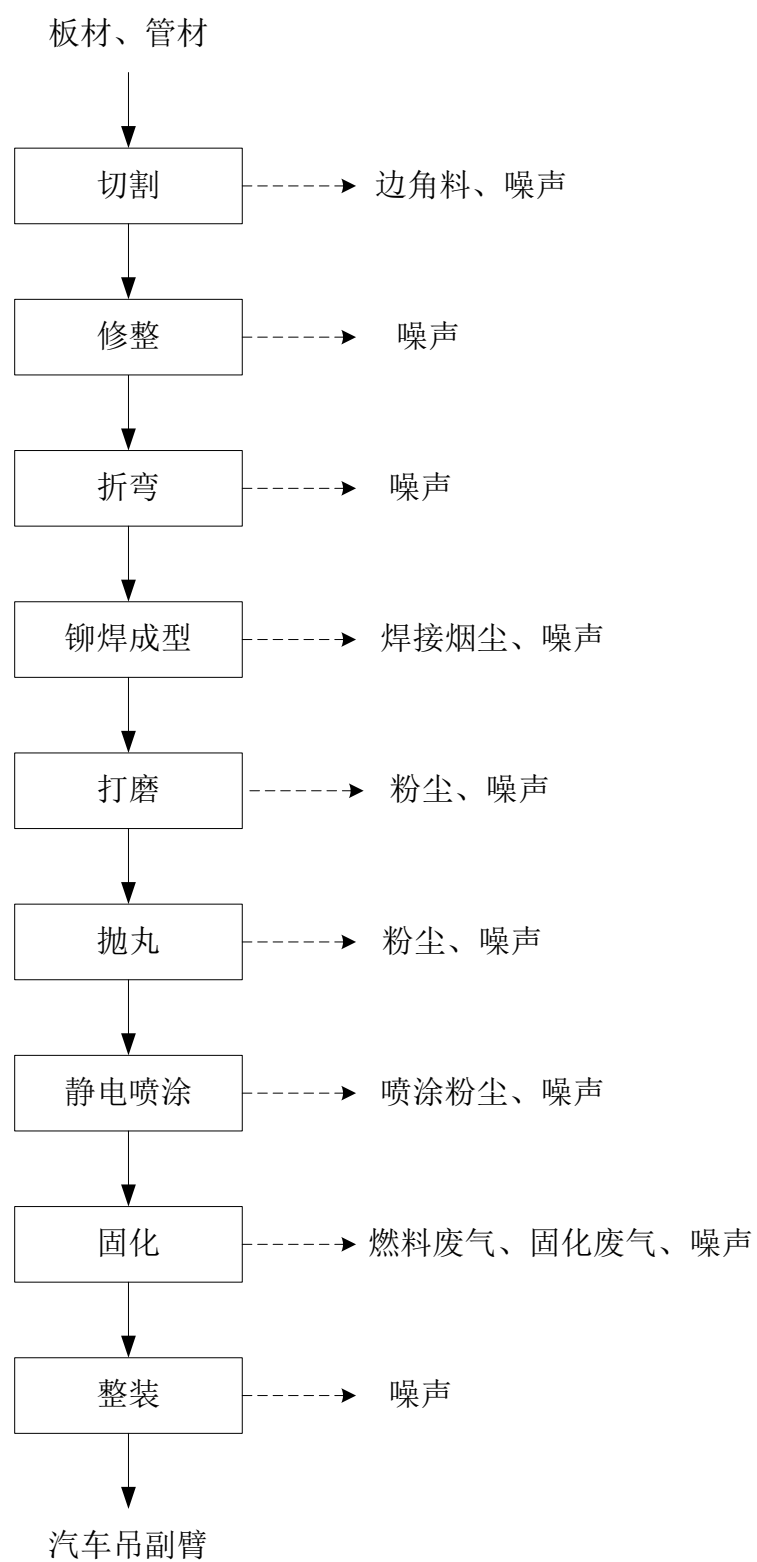 板材、管材
切割
边角料、噪声
修整
噪声
折弯
噪声
铆焊成型
焊接烟尘、噪声
打磨
粉尘、噪声
抛丸
粉尘、噪声
静电喷涂
喷涂粉尘、噪声
固化
燃料废气、固化废气、噪声
整装
噪声
汽车吊副臂